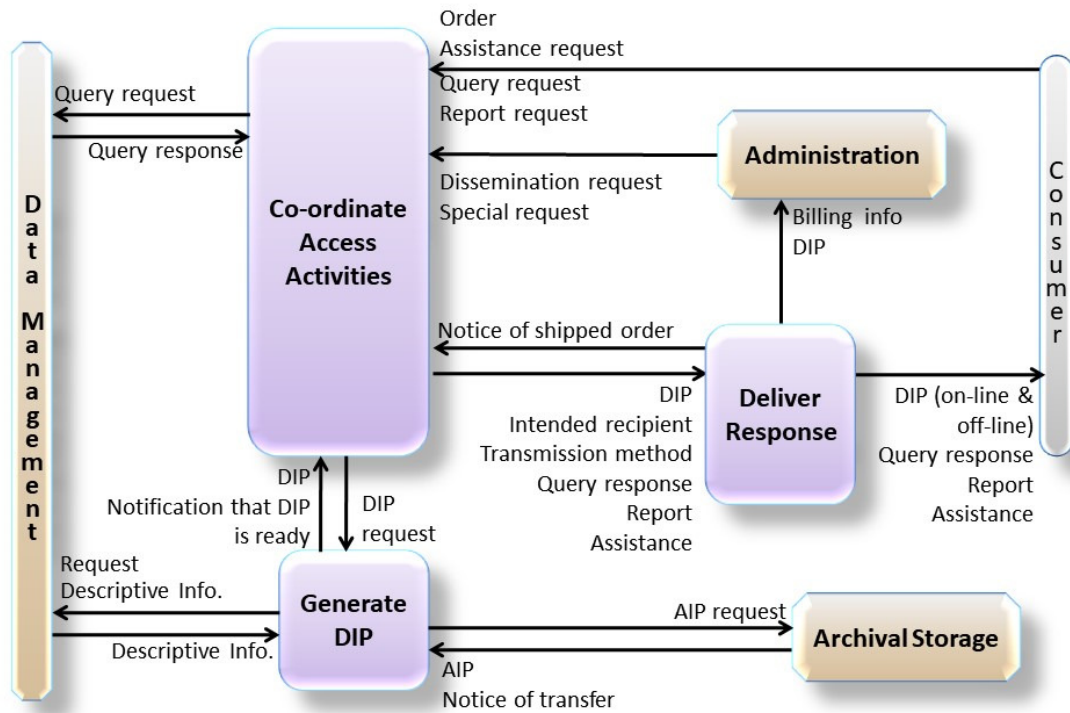 Order
Assistance request
Query request
Report request
Query request
Query response
Administration
Dissemination request
Special request
Co-ordinate
Access
Activities
Billing info
DIP
Data Management
Consumer
Notice of shipped order
DIP
Intended recipient
Transmission method
Query response
Report
Assistance
Deliver
Response
DIP (on-line &
off-line)
Query response
Report
Assistance
DIP
Notification that DIP
is ready
DIP
request
Request
Descriptive Info.
Descriptive Info.
Generate
DIP
AIP request
AIP
Notice of transfer
Archival Storage